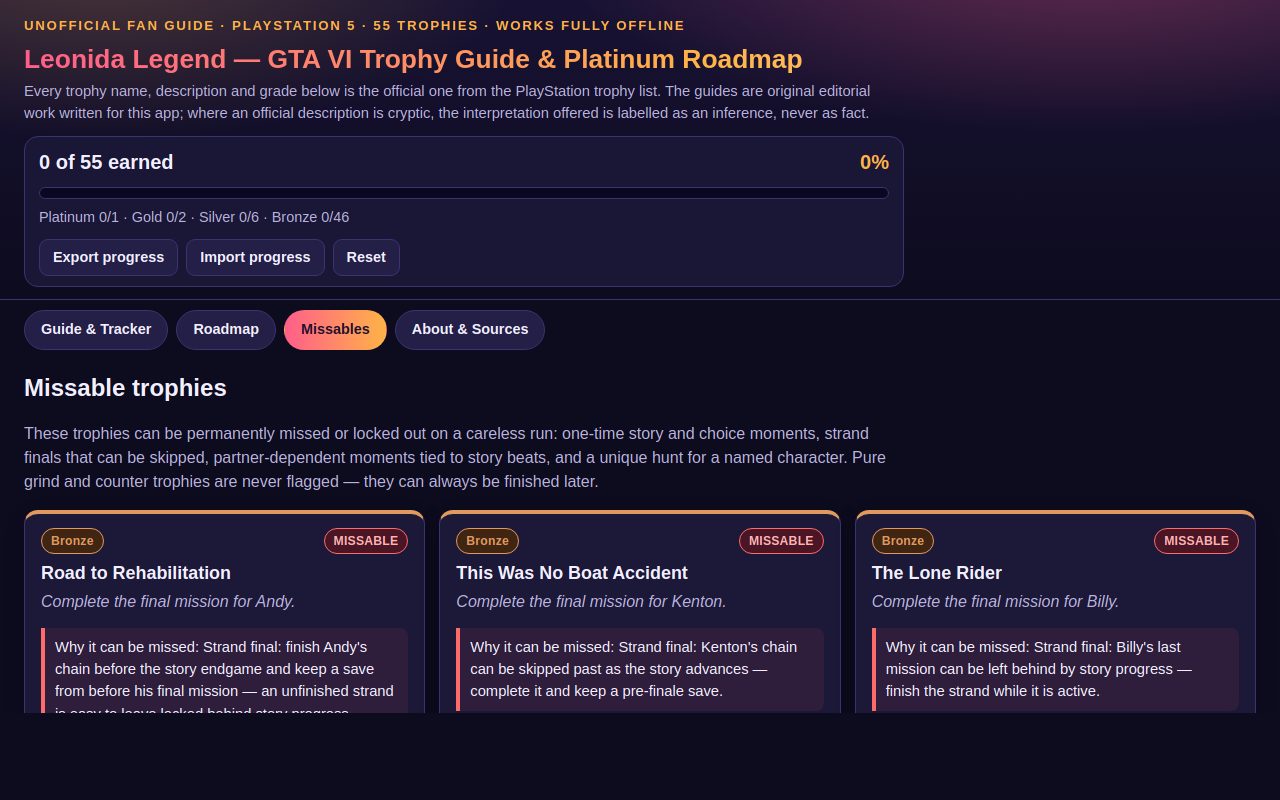 UNOFFICIAL FAN GUIDE · PLAYSTATION 5 · 55 TROPHIES · WORKS FULLY OFFLINE
Leonida Legend — GTA VI Trophy Guide & Platinum Roadmap
Every trophy name, description and grade below is the official one from the PlayStation trophy list. The guides are original editorial
work written for this app; where an official description is cryptic, the interpretation offered is labelled as an inference, never as fact.
0 of 55 earned
0%
Platinum 0/1 · Gold 0/2 · Silver 0/6 · Bronze 0/46
Export progress
Import progress
Reset
Guide & Tracker
Roadmap
Missables
About & Sources
Missable trophies
These trophies can be permanently missed or locked out on a careless run: one-time story and choice moments, strand
finals that can be skipped, partner-dependent moments tied to story beats, and a unique hunt for a named character. Pure
grind and counter trophies are never flagged — they can always be finished later.
Bronze
MISSABLE
Road to Rehabilitation
Complete the final mission for Andy.
Why it can be missed: Strand final: finish Andy's
chain before the story endgame and keep a save
from before his final mission — an unfinished strand
is easy to leave locked behind story progress.
Bronze
MISSABLE
This Was No Boat Accident
Complete the final mission for Kenton.
Why it can be missed: Strand final: Kenton's chain
can be skipped past as the story advances —
complete it and keep a pre-finale save.
Bronze
MISSABLE
The Lone Rider
Complete the final mission for Billy.
Why it can be missed: Strand final: Billy's last
mission can be left behind by story progress —
finish the strand while it is active.